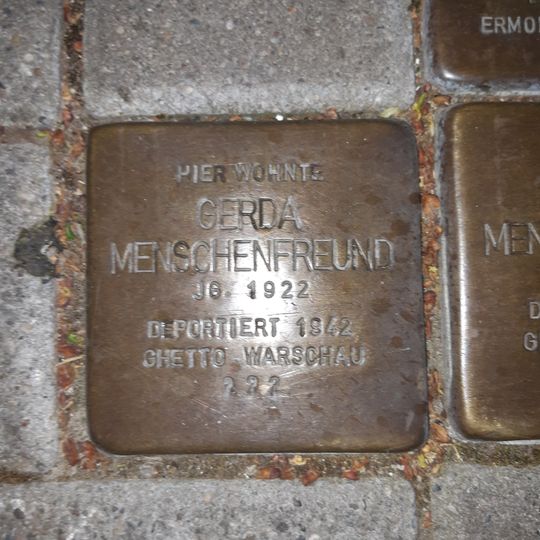 HIER WOHNTE
GERDA
MENSCHENFREUND
JG. 1922
DEPORTIERT 1942
GHETTO WARSCHAU
???
ERMO
MEN
D
G